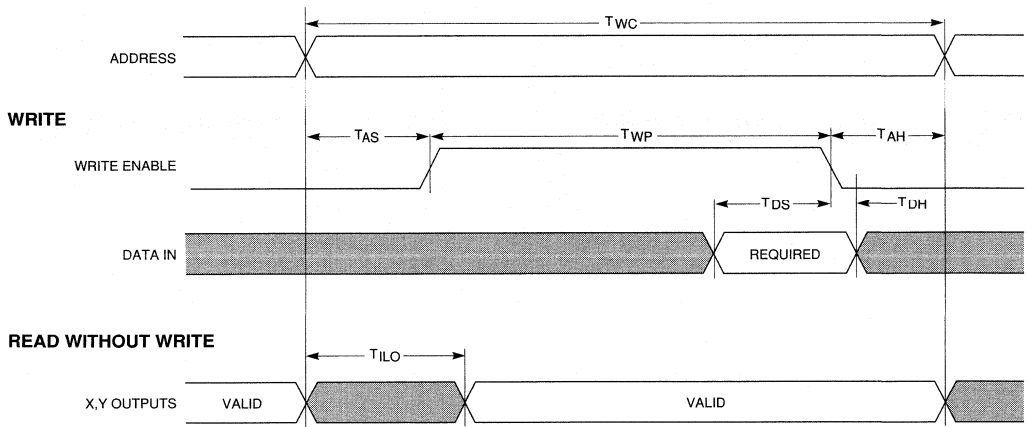 TWC
ADDRESS
WRITE
TAS
TWP
TAH
WRITE ENABLE
TDS
TDH
DATA IN
REQUIRED
READ WITHOUT WRITE
TILO
X,Y OUTPUTS
VALID
VALID